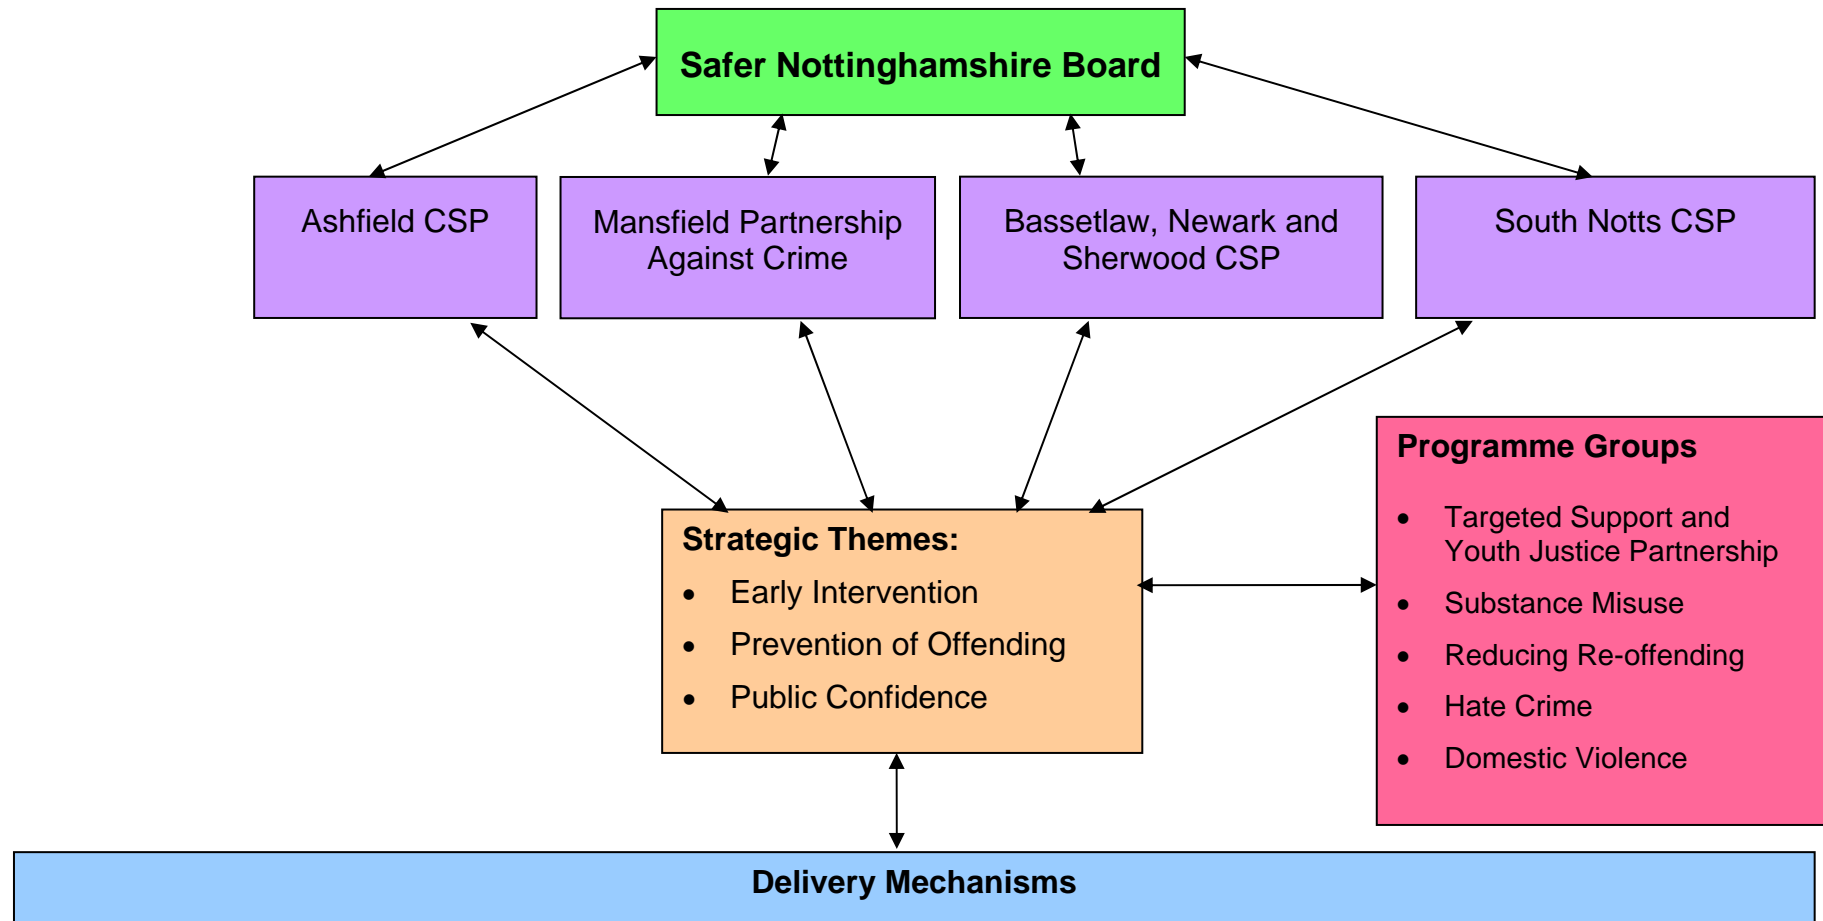 Safer Nottinghamshire Board
Ashfield CSP
Mansfield Partnership
Against Crime
Bassetlaw, Newark and
Sherwood CSP
South Notts CSP
Strategic Themes:
• Early Intervention
• Prevention of Offending
• Public Confidence
Programme Groups
• Targeted Support and
Youth Justice Partnership
• Substance Misuse
• Reducing Re-offending
• Hate Crime
• Domestic Violence
Delivery Mechanisms